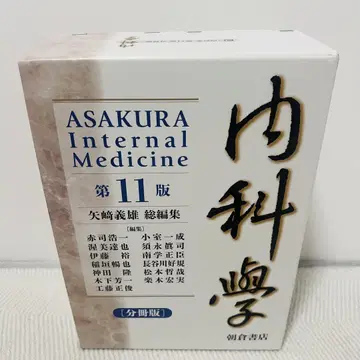 ASAKURA
Internal
Medicine
第11版
矢﨑義雄 総編集
[編集]
赤司浩一 小室一成
渥美達也 須永眞司
伊藤 裕 南学正臣
稲垣暢也 長谷川好規
神田 隆 松本哲哉
木下芳一 栗木宏実
工藤正俊
[分冊版]
内科學
朝倉書店